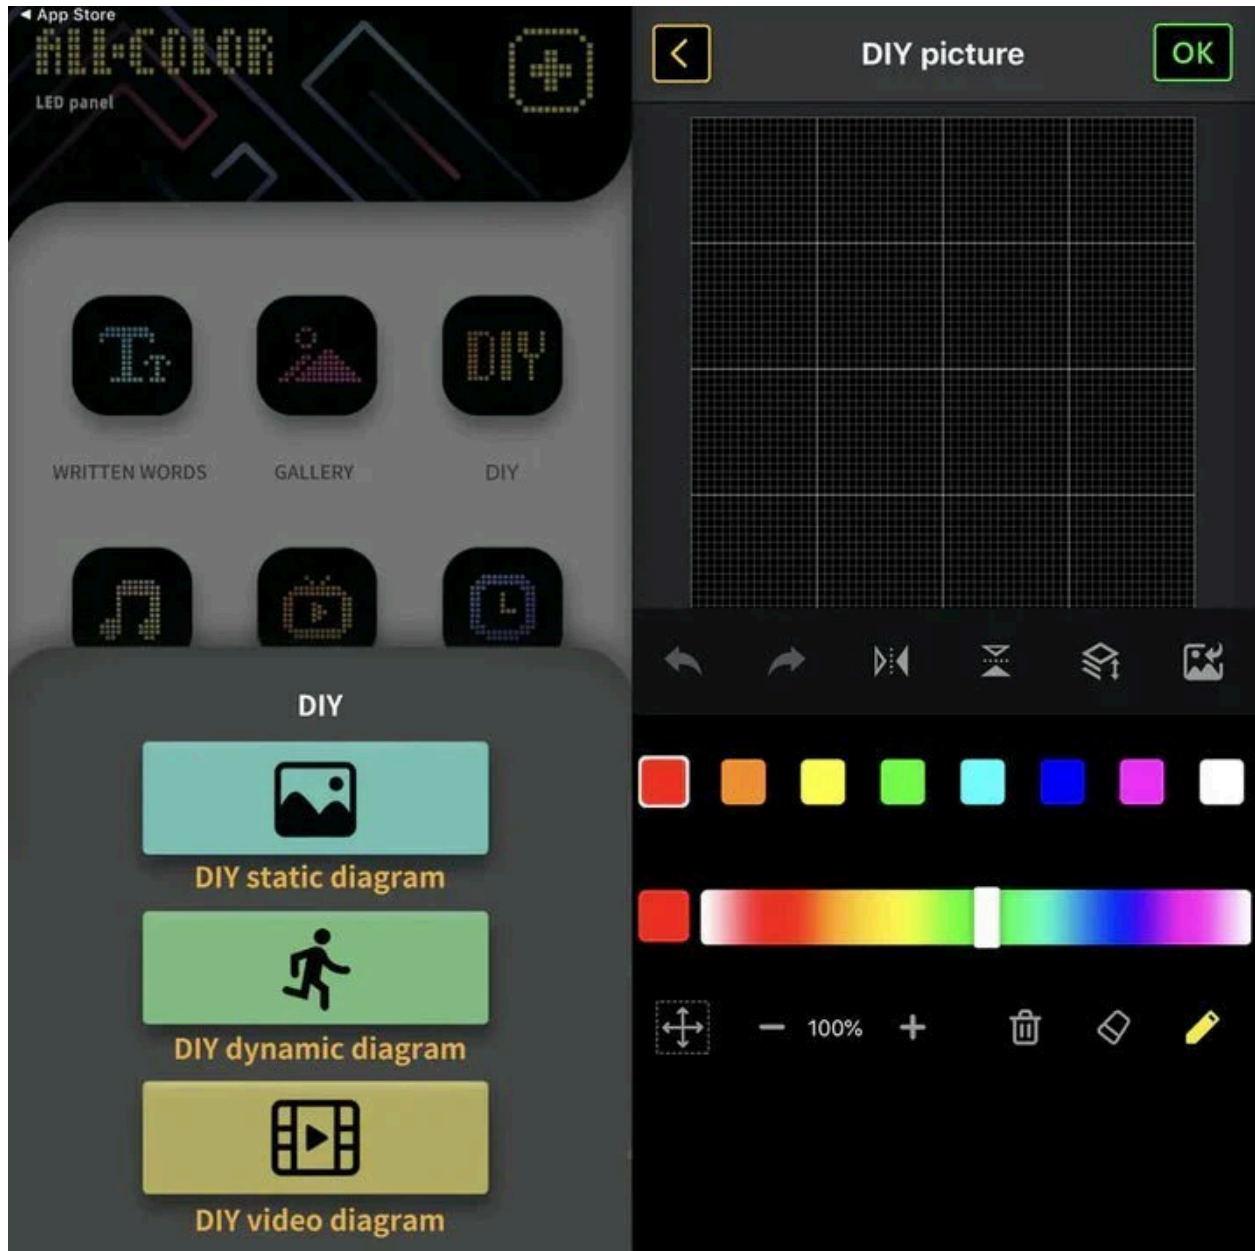 ◀ App Store
ALL-COLOR
LED panel
Tт
DIY
WRITTEN WORDS
GALLERY
DIY
DIY
DIY static diagram
DIY dynamic diagram
DIY video diagram
DIY picture
OK
100%